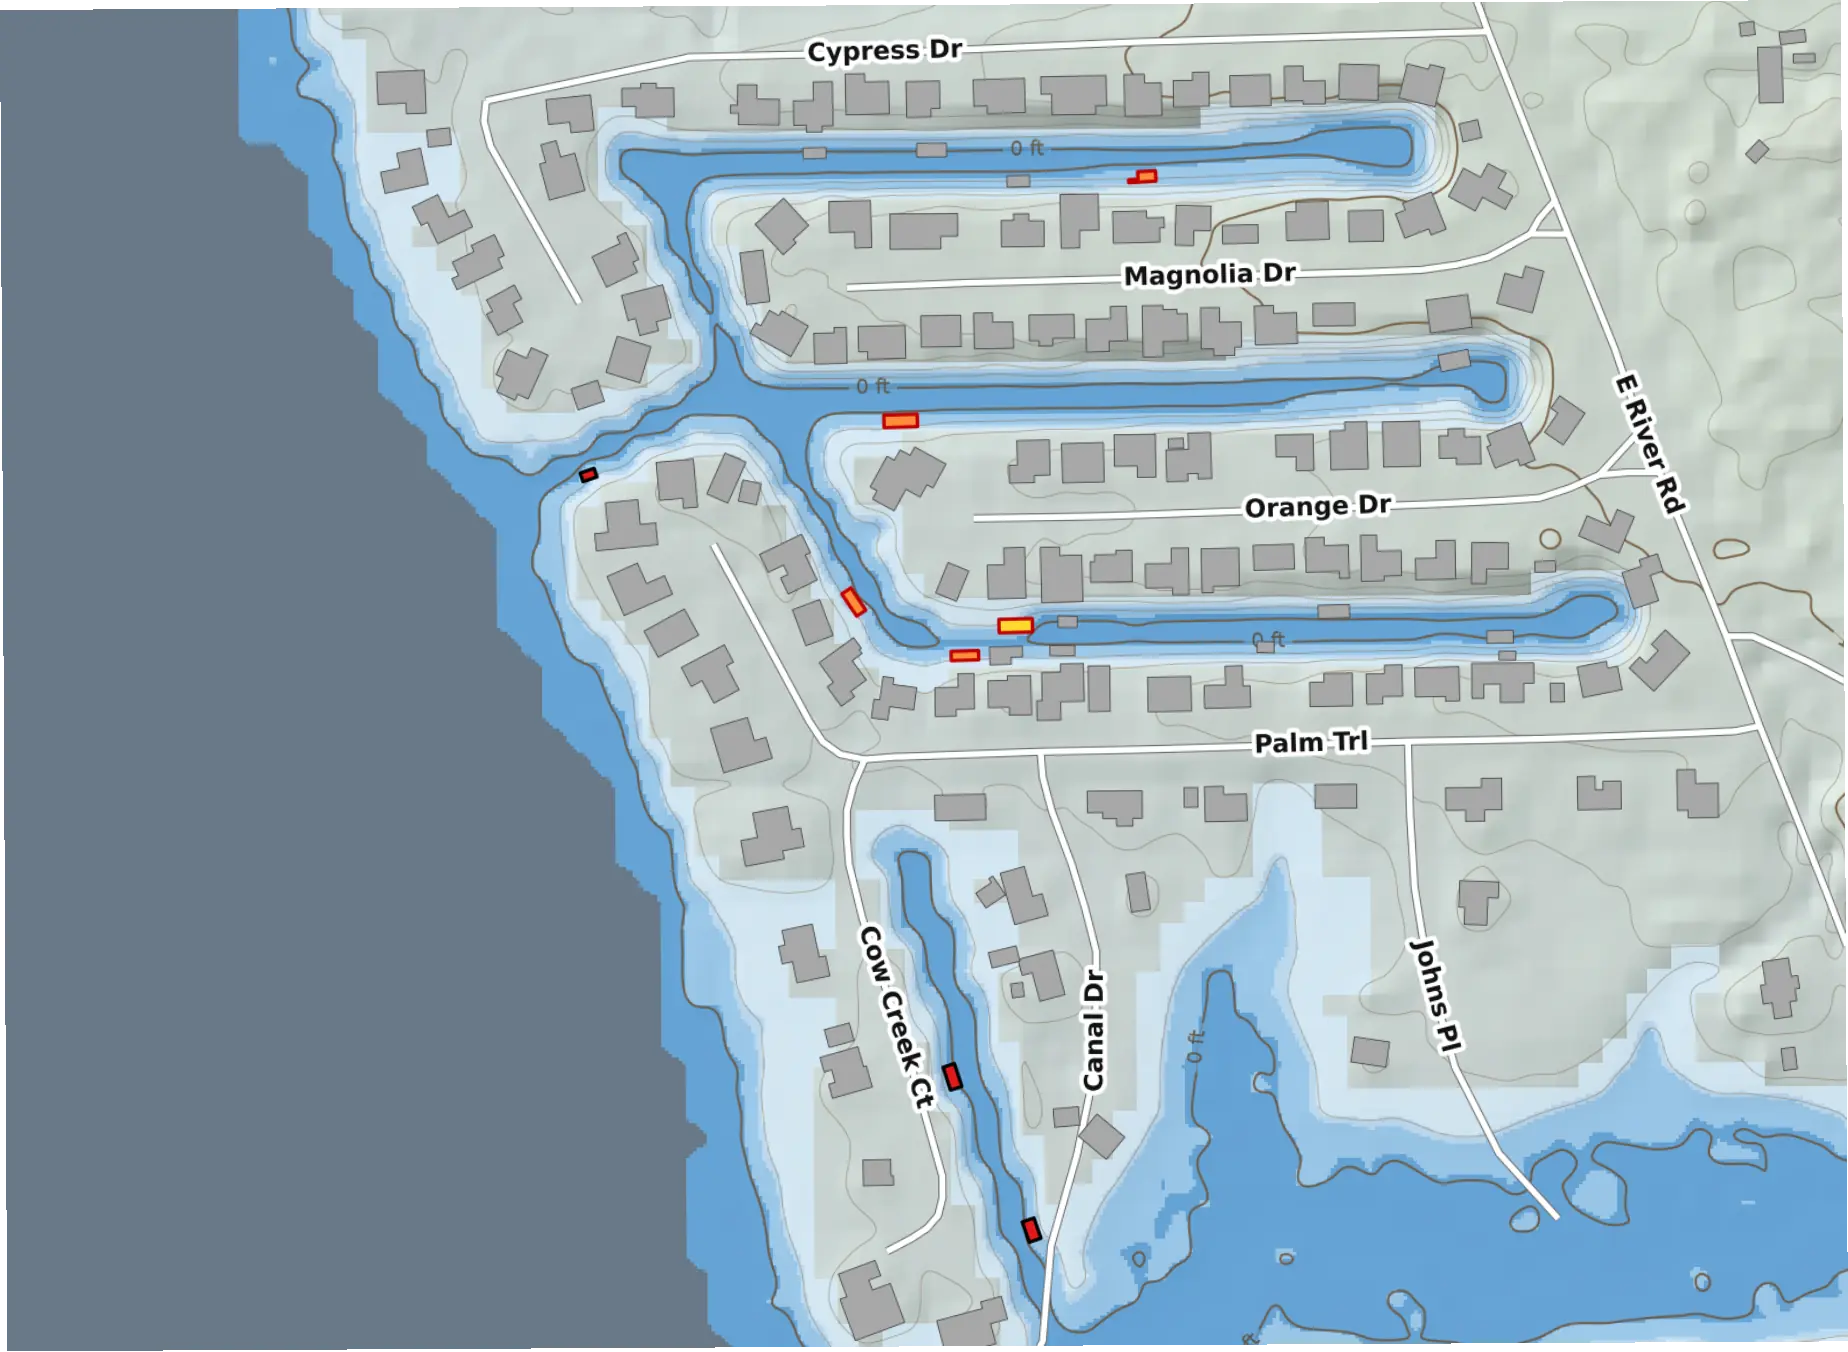 Cypress Dr
0 ft
Magnolia Dr
0 ft
E River Rd
Orange Dr
0 ft
Palm Trl
Cow Creek Ct
Canal Dr
Johns Pl
0 ft